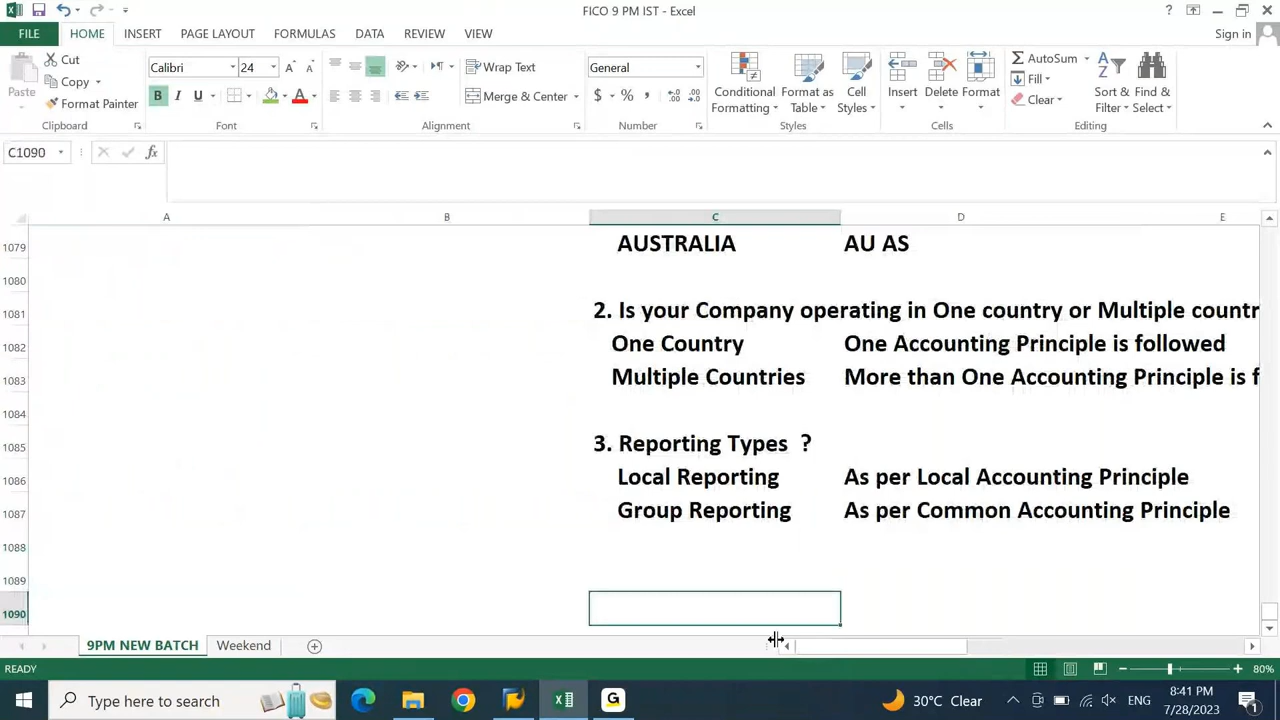 FICO 9 PM IST - Excel
?
FILE HOME INSERT PAGE LAYOUT FORMULAS DATA REVIEW VIEW Sign in
Paste Cut Copy Format Painter
Clipboard
Calibri 24
B I U
Font
Wrap Text
Merge & Center
Alignment
General
$ %
Number
Conditional Formatting
Format as Table
Cell Styles
Styles
Insert Delete Format
Cells
AutoSum
Fill
Clear
Sort & Filter
Find & Select
Editing
C1090 fx
A B C D E
1079 AUSTRALIA AU AS
1080
1081 2. Is your Company operating in One country or Multiple countr
1082 One Country One Accounting Principle is followed
1083 Multiple Countries More than One Accounting Principle is f
1084
1085 3. Reporting Types ?
1086 Local Reporting As per Local Accounting Principle
1087 Group Reporting As per Common Accounting Principle
1088
1089
1090
9PM NEW BATCH Weekend
READY 80%
Type here to search 30°C Clear ENG 8:41 PM
7/28/2023 1